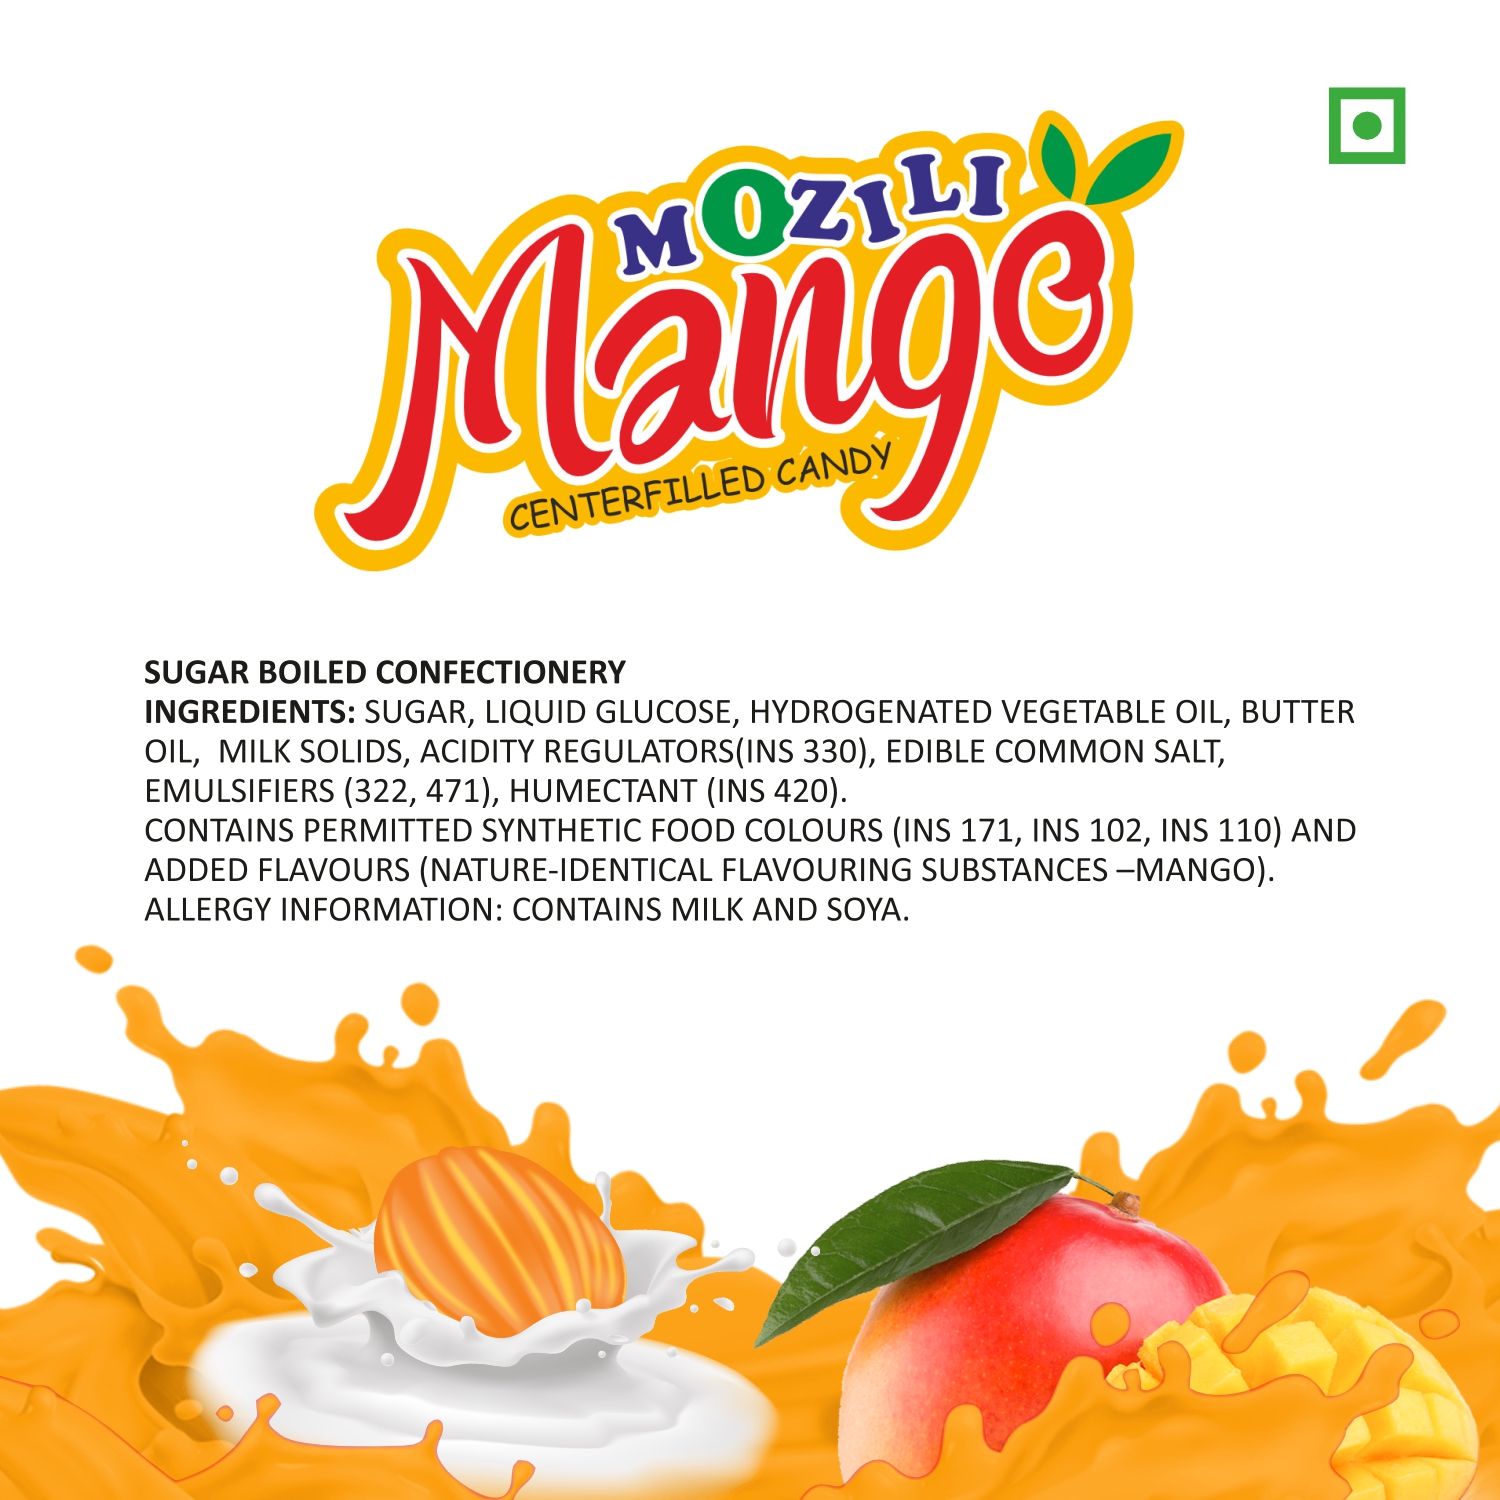 MOZILI
Mango
CENTERFILLED CANDY
SUGAR BOILED CONFECTIONERY
INGREDIENTS: SUGAR, LIQUID GLUCOSE, HYDROGENATED VEGETABLE OIL, BUTTER
OIL,  MILK SOLIDS, ACIDITY REGULATORS(INS 330), EDIBLE COMMON SALT,
EMULSIFIERS (322, 471), HUMECTANT (INS 420).
CONTAINS PERMITTED SYNTHETIC FOOD COLOURS (INS 171, INS 102, INS 110) AND
ADDED FLAVOURS (NATURE-IDENTICAL FLAVOURING SUBSTANCES –MANGO).
ALLERGY INFORMATION: CONTAINS MILK AND SOYA.